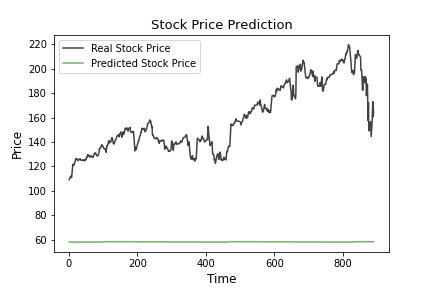 Stock Price Prediction
Real Stock Price
Predicted Stock Price
Price
220
200
180
160
140
120
100
80
60
0 200 400 600 800
Time